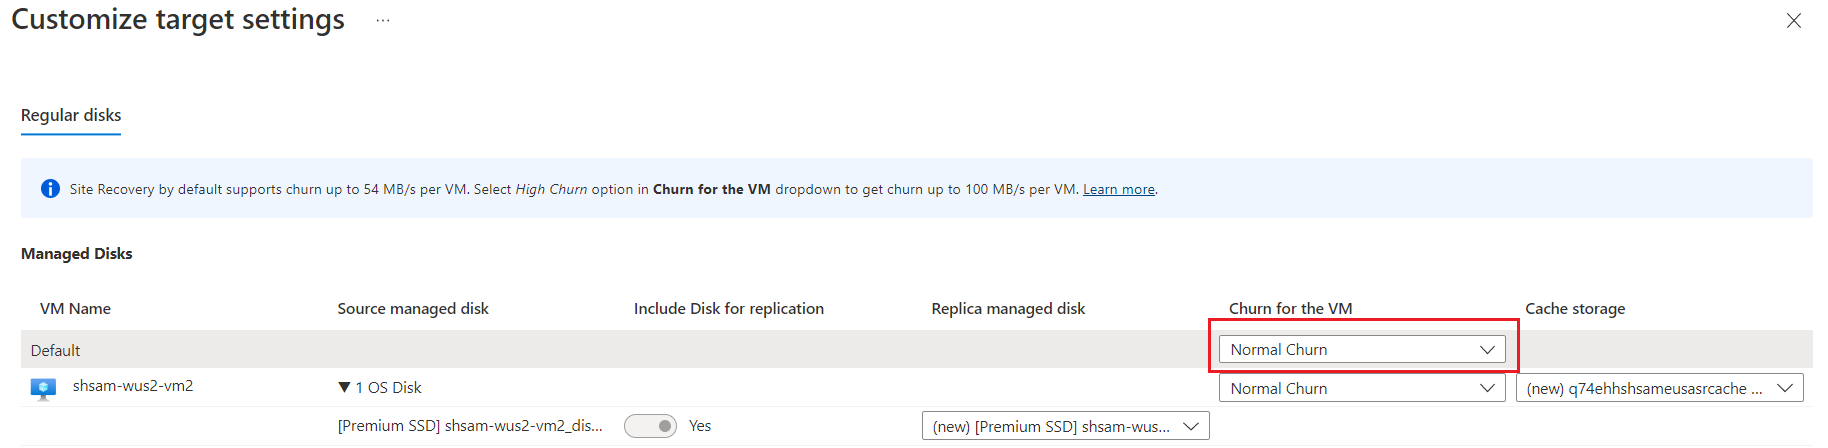 Customize target settings ...
Regular disks
Site Recovery by default supports churn up to 54 MB/s per VM. Select High Churn option in Churn for the VM dropdown to get churn up to 100 MB/s per VM. Learn more.
Managed Disks
VM Name Source managed disk Include Disk for replication Replica managed disk Churn for the VM Cache storage
Default Normal Churn
shsam-wus2-vm2 ▼ 1 OS Disk Normal Churn (new) q74ehhshsameusasrcache ...
[Premium SSD] shsam-wus2-vm2_dis... Yes (new) [Premium SSD] shsam-wus...